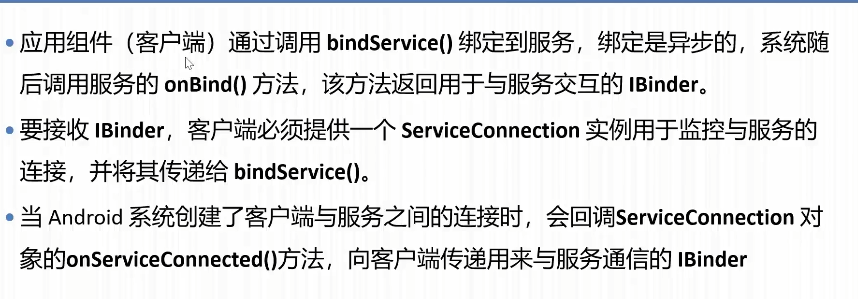 •应用组件（客户端）通过调用 bindService() 绑定到服务，绑定是异步的，系统随
后调用服务的 onBind() 方法，该方法返回用于与服务交互的 IBinder。
•要接收 IBinder，客户端必须提供一个 ServiceConnection 实例用于监控与服务的
连接，并将其传递给 bindService()。
•当 Android 系统创建了客户端与服务之间的连接时，会回调ServiceConnection 对
象的onServiceConnected()方法，向客户端传递用来与服务通信的 IBinder